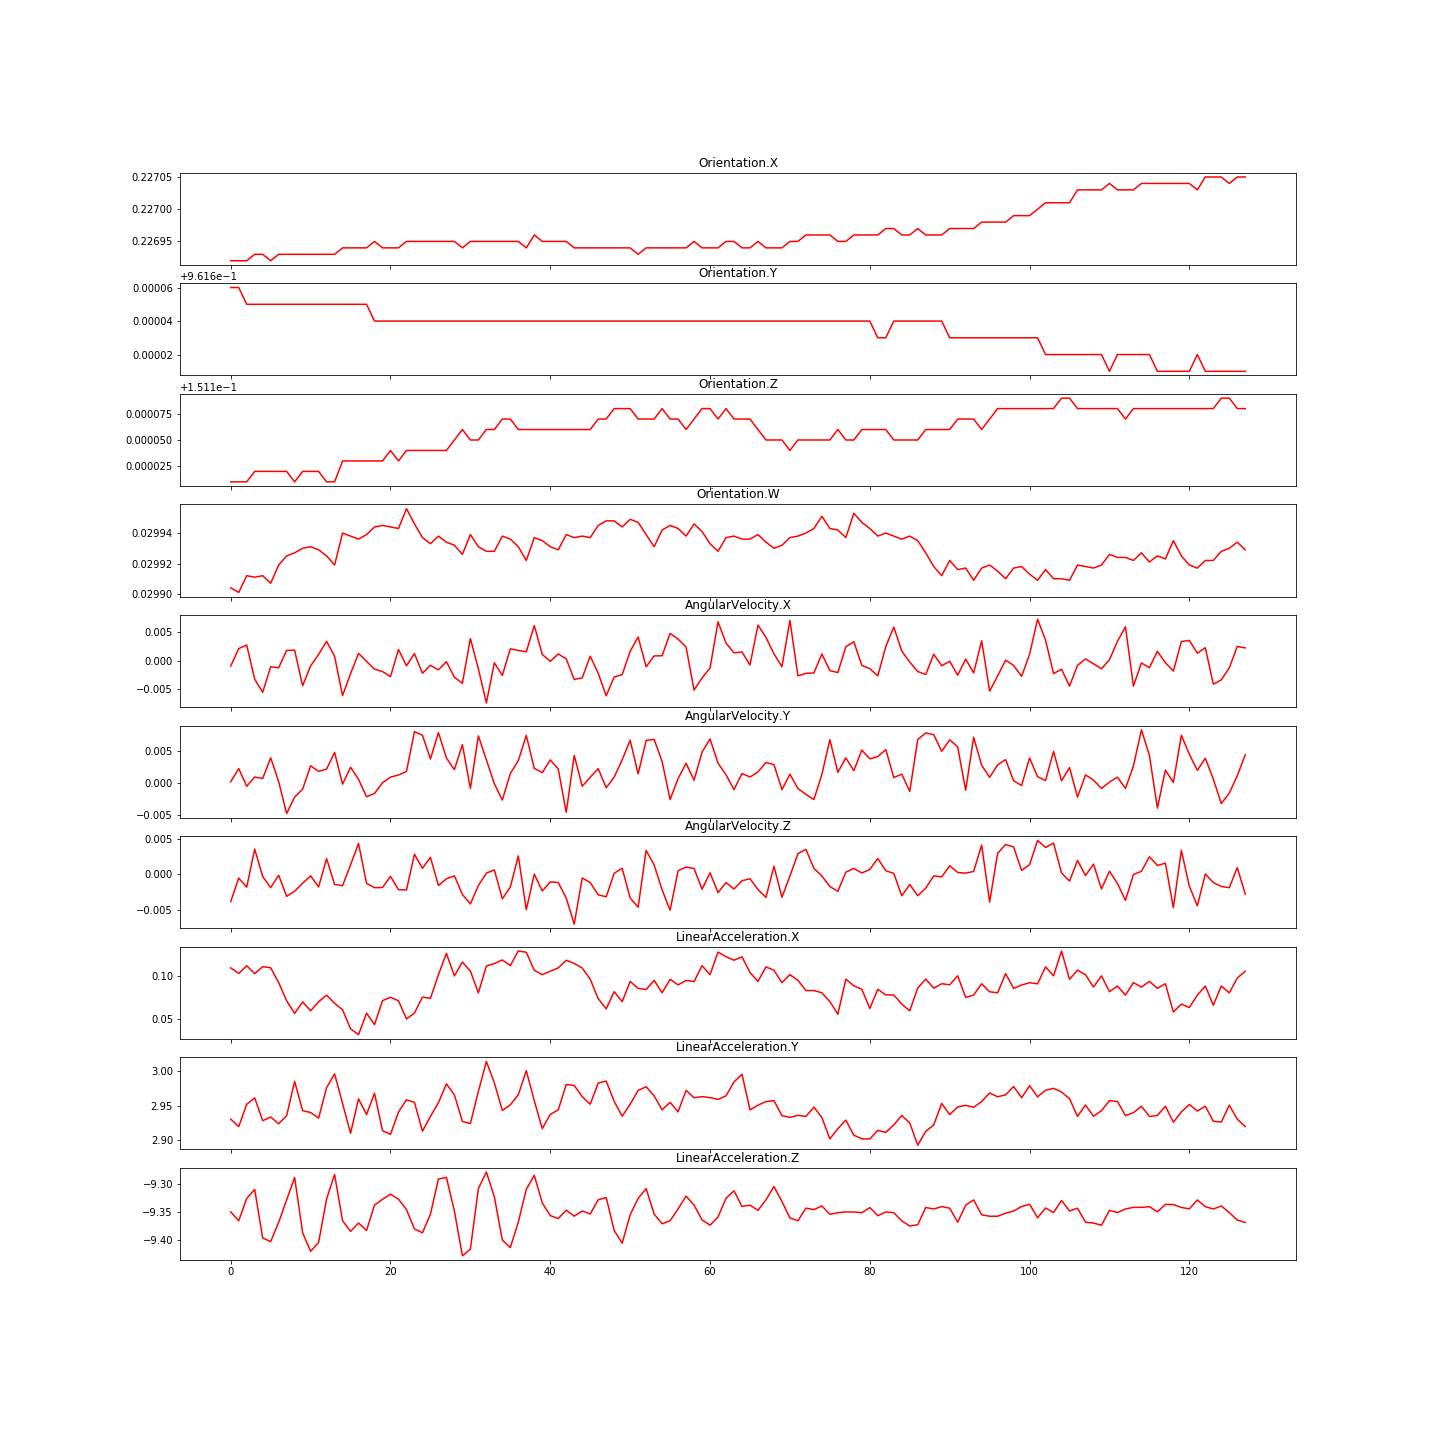 Orientation.X
0.22705
0.22700
0.22695
+9.616e−1
Orientation.Y
0.00006
0.00004
0.00002
+1.511e−1
Orientation.Z
0.000075
0.000050
0.000025
Orientation.W
0.02994
0.02992
0.02990
AngularVelocity.X
0.005
0.000
−0.005
AngularVelocity.Y
0.005
0.000
−0.005
AngularVelocity.Z
0.005
0.000
−0.005
LinearAcceleration.X
0.10
0.05
LinearAcceleration.Y
3.00
2.95
2.90
LinearAcceleration.Z
−9.30
−9.35
−9.40
0 20 40 60 80 100 120